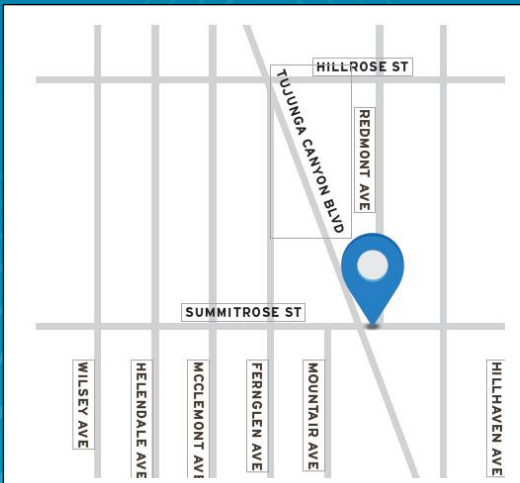 HILLROSE ST
TUJUNGA CANYON BLVD
REDMONT AVE
SUMMITROSE ST
WILSEY AVE
HELENDALE AVE
MCCLEMONT AVE
FERNGLEN AVE
MOUNTAIR AVE
HILLHAVEN AVE